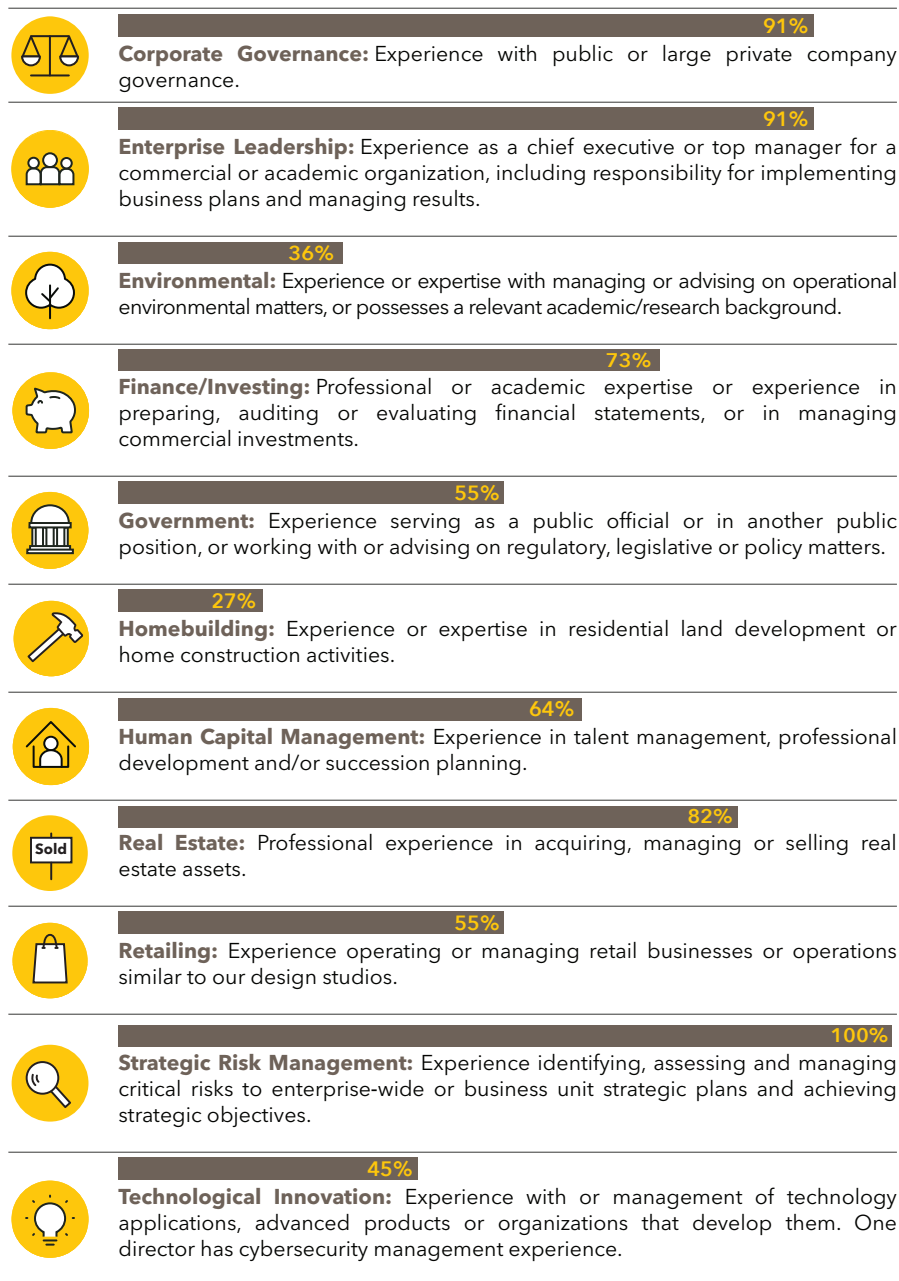 91%
Corporate Governance: Experience with public or large private company
governance.
91%
Enterprise Leadership: Experience as a chief executive or top manager for a
commercial or academic organization, including responsibility for implementing
business plans and managing results.
36%
Environmental: Experience or expertise with managing or advising on operational
environmental matters, or possesses a relevant academic/research background.
73%
Finance/Investing: Professional or academic expertise or experience in
preparing, auditing or evaluating financial statements, or in managing
commercial investments.
55%
Government: Experience serving as a public official or in another public
position, or working with or advising on regulatory, legislative or policy matters.
27%
Homebuilding: Experience or expertise in residential land development or
home construction activities.
64%
Human Capital Management: Experience in talent management, professional
development and/or succession planning.
82%
Sold
Real Estate: Professional experience in acquiring, managing or selling real
estate assets.
55%
Retailing: Experience operating or managing retail businesses or operations
similar to our design studios.
100%
Strategic Risk Management: Experience identifying, assessing and managing
critical risks to enterprise-wide or business unit strategic plans and achieving
strategic objectives.
45%
Technological Innovation: Experience with or management of technology
applications, advanced products or organizations that develop them. One
director has cybersecurity management experience.